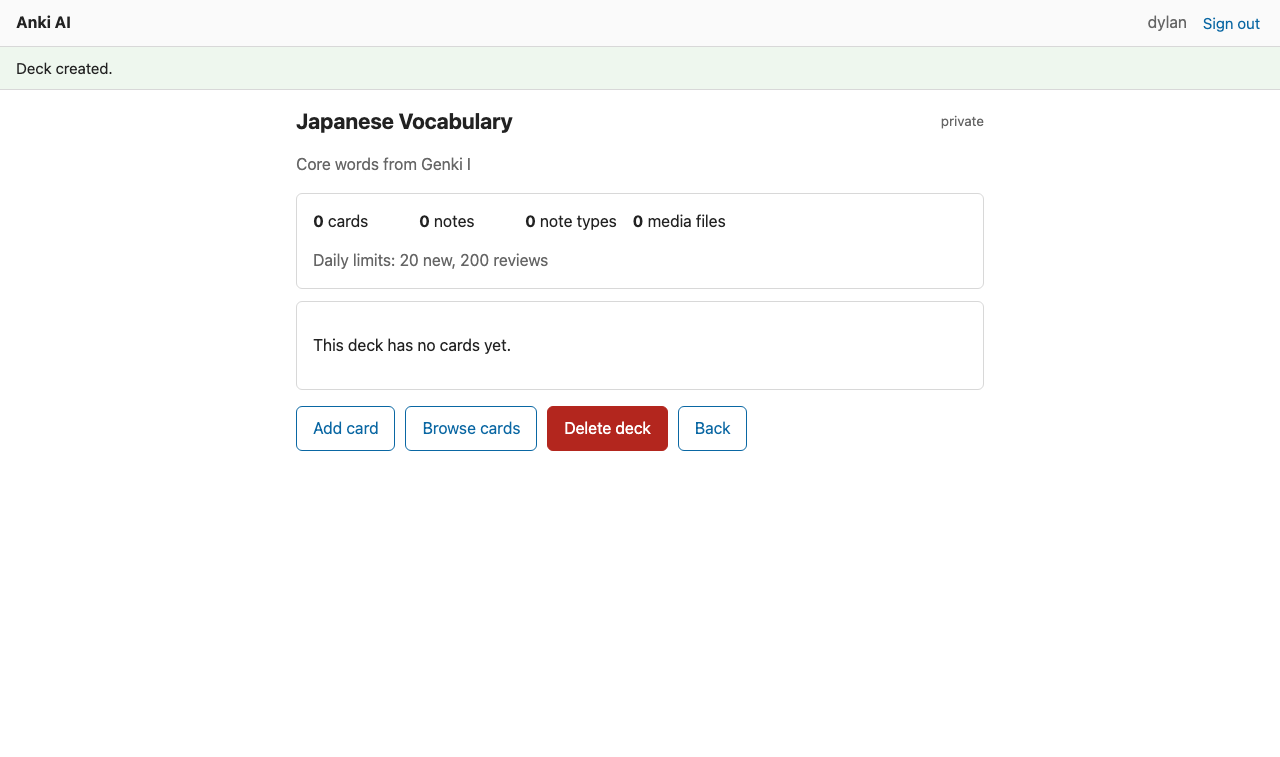 Anki AI
dylan Sign out
Deck created.
Japanese Vocabulary
private
Core words from Genki I
0 cards 0 notes 0 note types 0 media files
Daily limits: 20 new, 200 reviews
This deck has no cards yet.
Add card Browse cards Delete deck Back